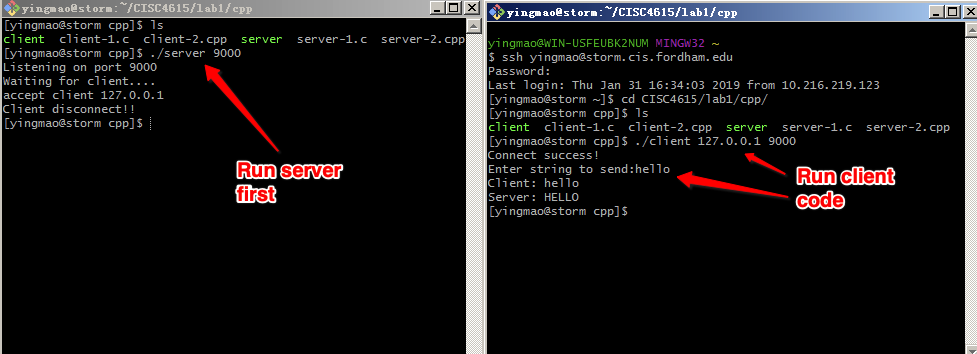 yingmao@storm:~/CISC4615/lab1/cpp
[yingmao@storm cpp]$ ls
client  client-1.c  client-2.cpp  server  server-1.c  server-2.cpp
[yingmao@storm cpp]$ ./server 9000
Listening on port 9000
Waiting for client....
accept client 127.0.0.1
Client disconnect!!
[yingmao@storm cpp]$
Run server
first
yingmao@storm:~/CISC4615/lab1/cpp
yingmao@WIN-USFEUBK2NUM MINGW32 ~
$ ssh yingmao@storm.cis.fordham.edu
Password:
Last login: Thu Jan 31 16:34:03 2019 from 10.216.219.123
[yingmao@storm ~]$ cd CISC4615/lab1/cpp/
[yingmao@storm cpp]$ ls
client  client-1.c  client-2.cpp  server  server-1.c  server-2.cpp
[yingmao@storm cpp]$ ./client 127.0.0.1 9000
Connect success!
Enter string to send:hello
Client: hello
Server: HELLO
[yingmao@storm cpp]$
Run client
code